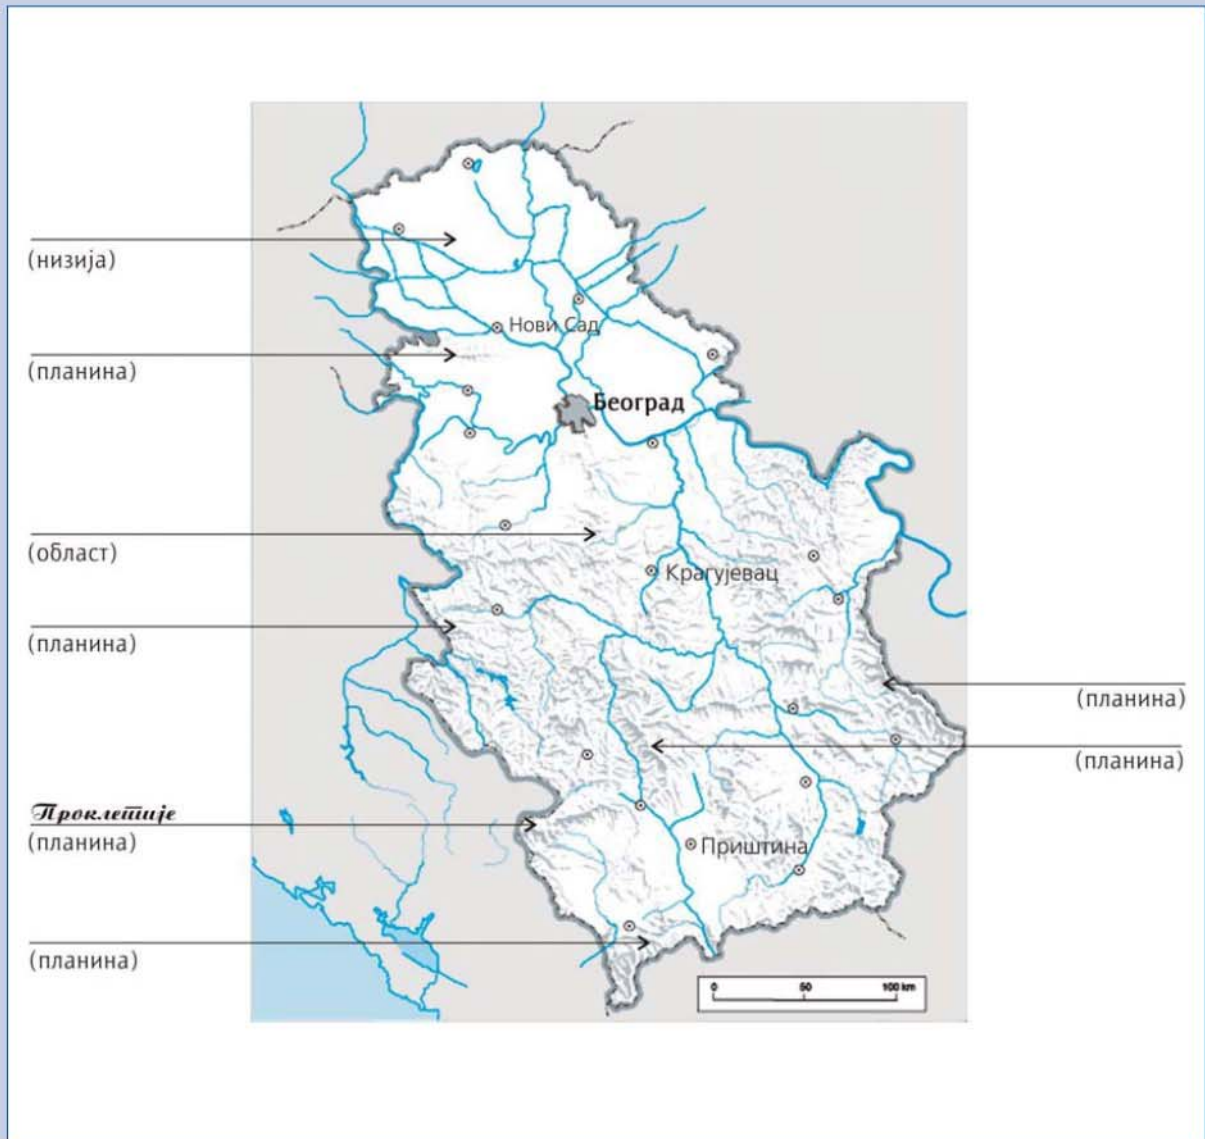 (низија)
Нови Сад
(планина)
Београд
(област)
Крагујевац
(планина)
(планина)
(планина)
Проклетије
(планина)
Приштина
(планина)
0 50 100 km